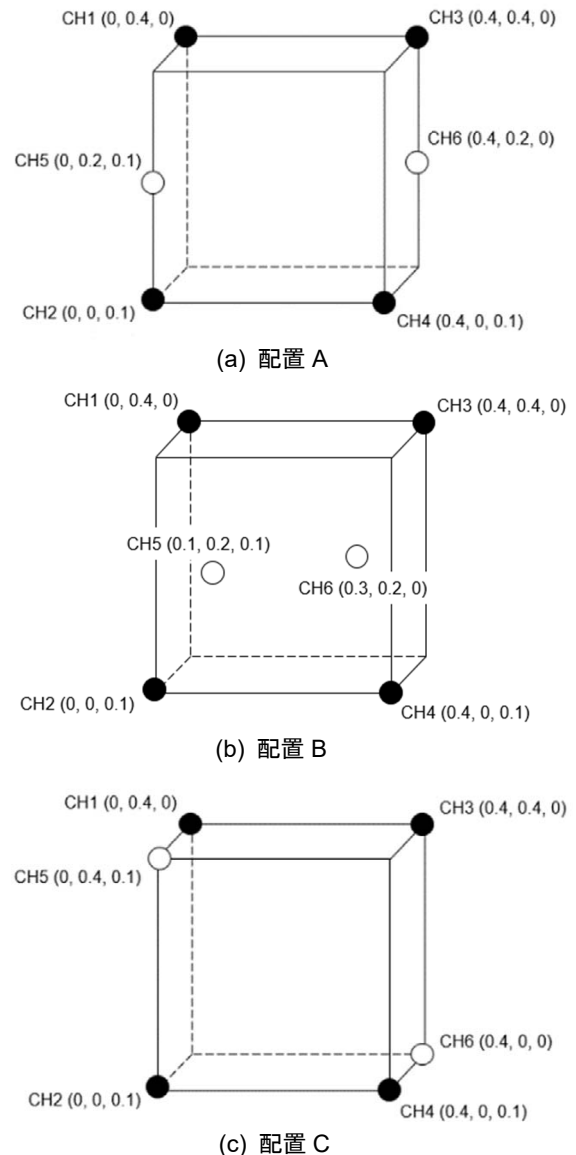 CH1 (0, 0.4, 0)
CH3 (0.4, 0.4, 0)
CH6 (0.4, 0.2, 0)
CH5 (0, 0.2, 0.1)
CH2 (0, 0, 0.1)
CH4 (0.4, 0, 0.1)
(a) 配置 A
CH1 (0, 0.4, 0)
CH3 (0.4, 0.4, 0)
CH5 (0.1, 0.2, 0.1)
CH6 (0.3, 0.2, 0)
CH2 (0, 0, 0.1)
CH4 (0.4, 0, 0.1)
(b) 配置 B
CH1 (0, 0.4, 0)
CH3 (0.4, 0.4, 0)
CH5 (0, 0.4, 0.1)
CH6 (0.4, 0, 0)
CH2 (0, 0, 0.1)
CH4 (0.4, 0, 0.1)
(c) 配置 C